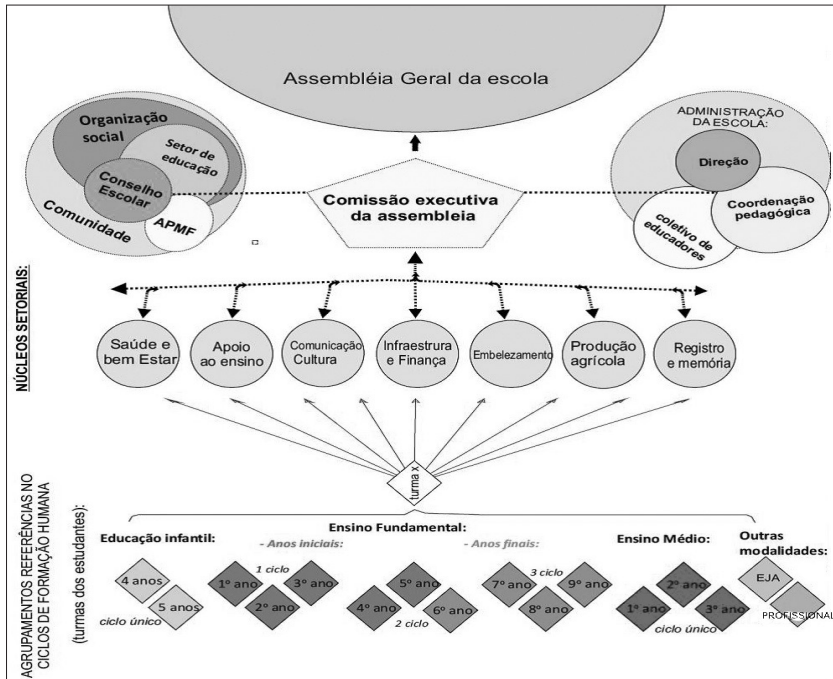 Assembléia Geral da escola
Organização
social
Setor de
educação
Conselho
Escolar
APMF
Comunidade
Comissão executiva
da assembleia
ADMINISTRAÇÃO
DA ESCOLA:
Direção
Coordenação
pedagógica
coletivo de
educadores
NÚCLEOS SETORIAIS:
Saúde e
bem Estar
Apoio
ao ensino
Comunicação
Cultura
Infraestrura
e Finança
Embelezamento
Produção
agrícola
Registro
e memória
turma x
AGRUPAMENTOS REFERÊNCIAS NO
CICLOS DE FORMAÇÃO HUMANA
(turmas dos estudantes):
Educação infantil:
4 anos
5 anos
ciclo único
Ensino Fundamental:
- Anos iniciais:
1 ciclo
1º ano
2º ano
3º ano
4º ano
5º ano
6º ano
2 ciclo
- Anos finais:
3 ciclo
7º ano
8º ano
9º ano
Ensino Médio:
1º ano
2º ano
3º ano
ciclo único
Outras
modalidades:
EJA
PROFISSIONAL